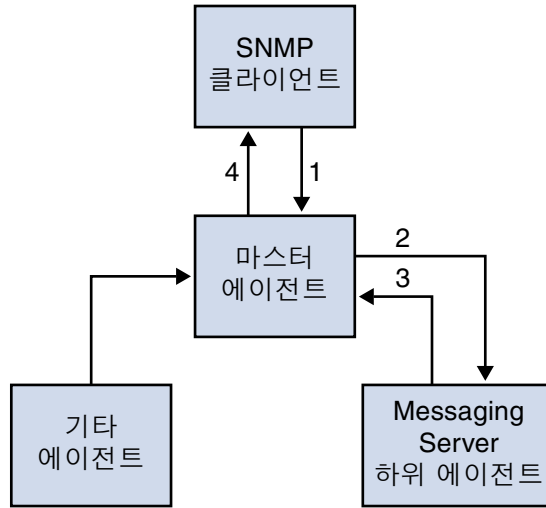 SNMP
클라이언트
4
1
마스터
에이전트
2
3
기타
에이전트
Messaging
Server
하위 에이전트